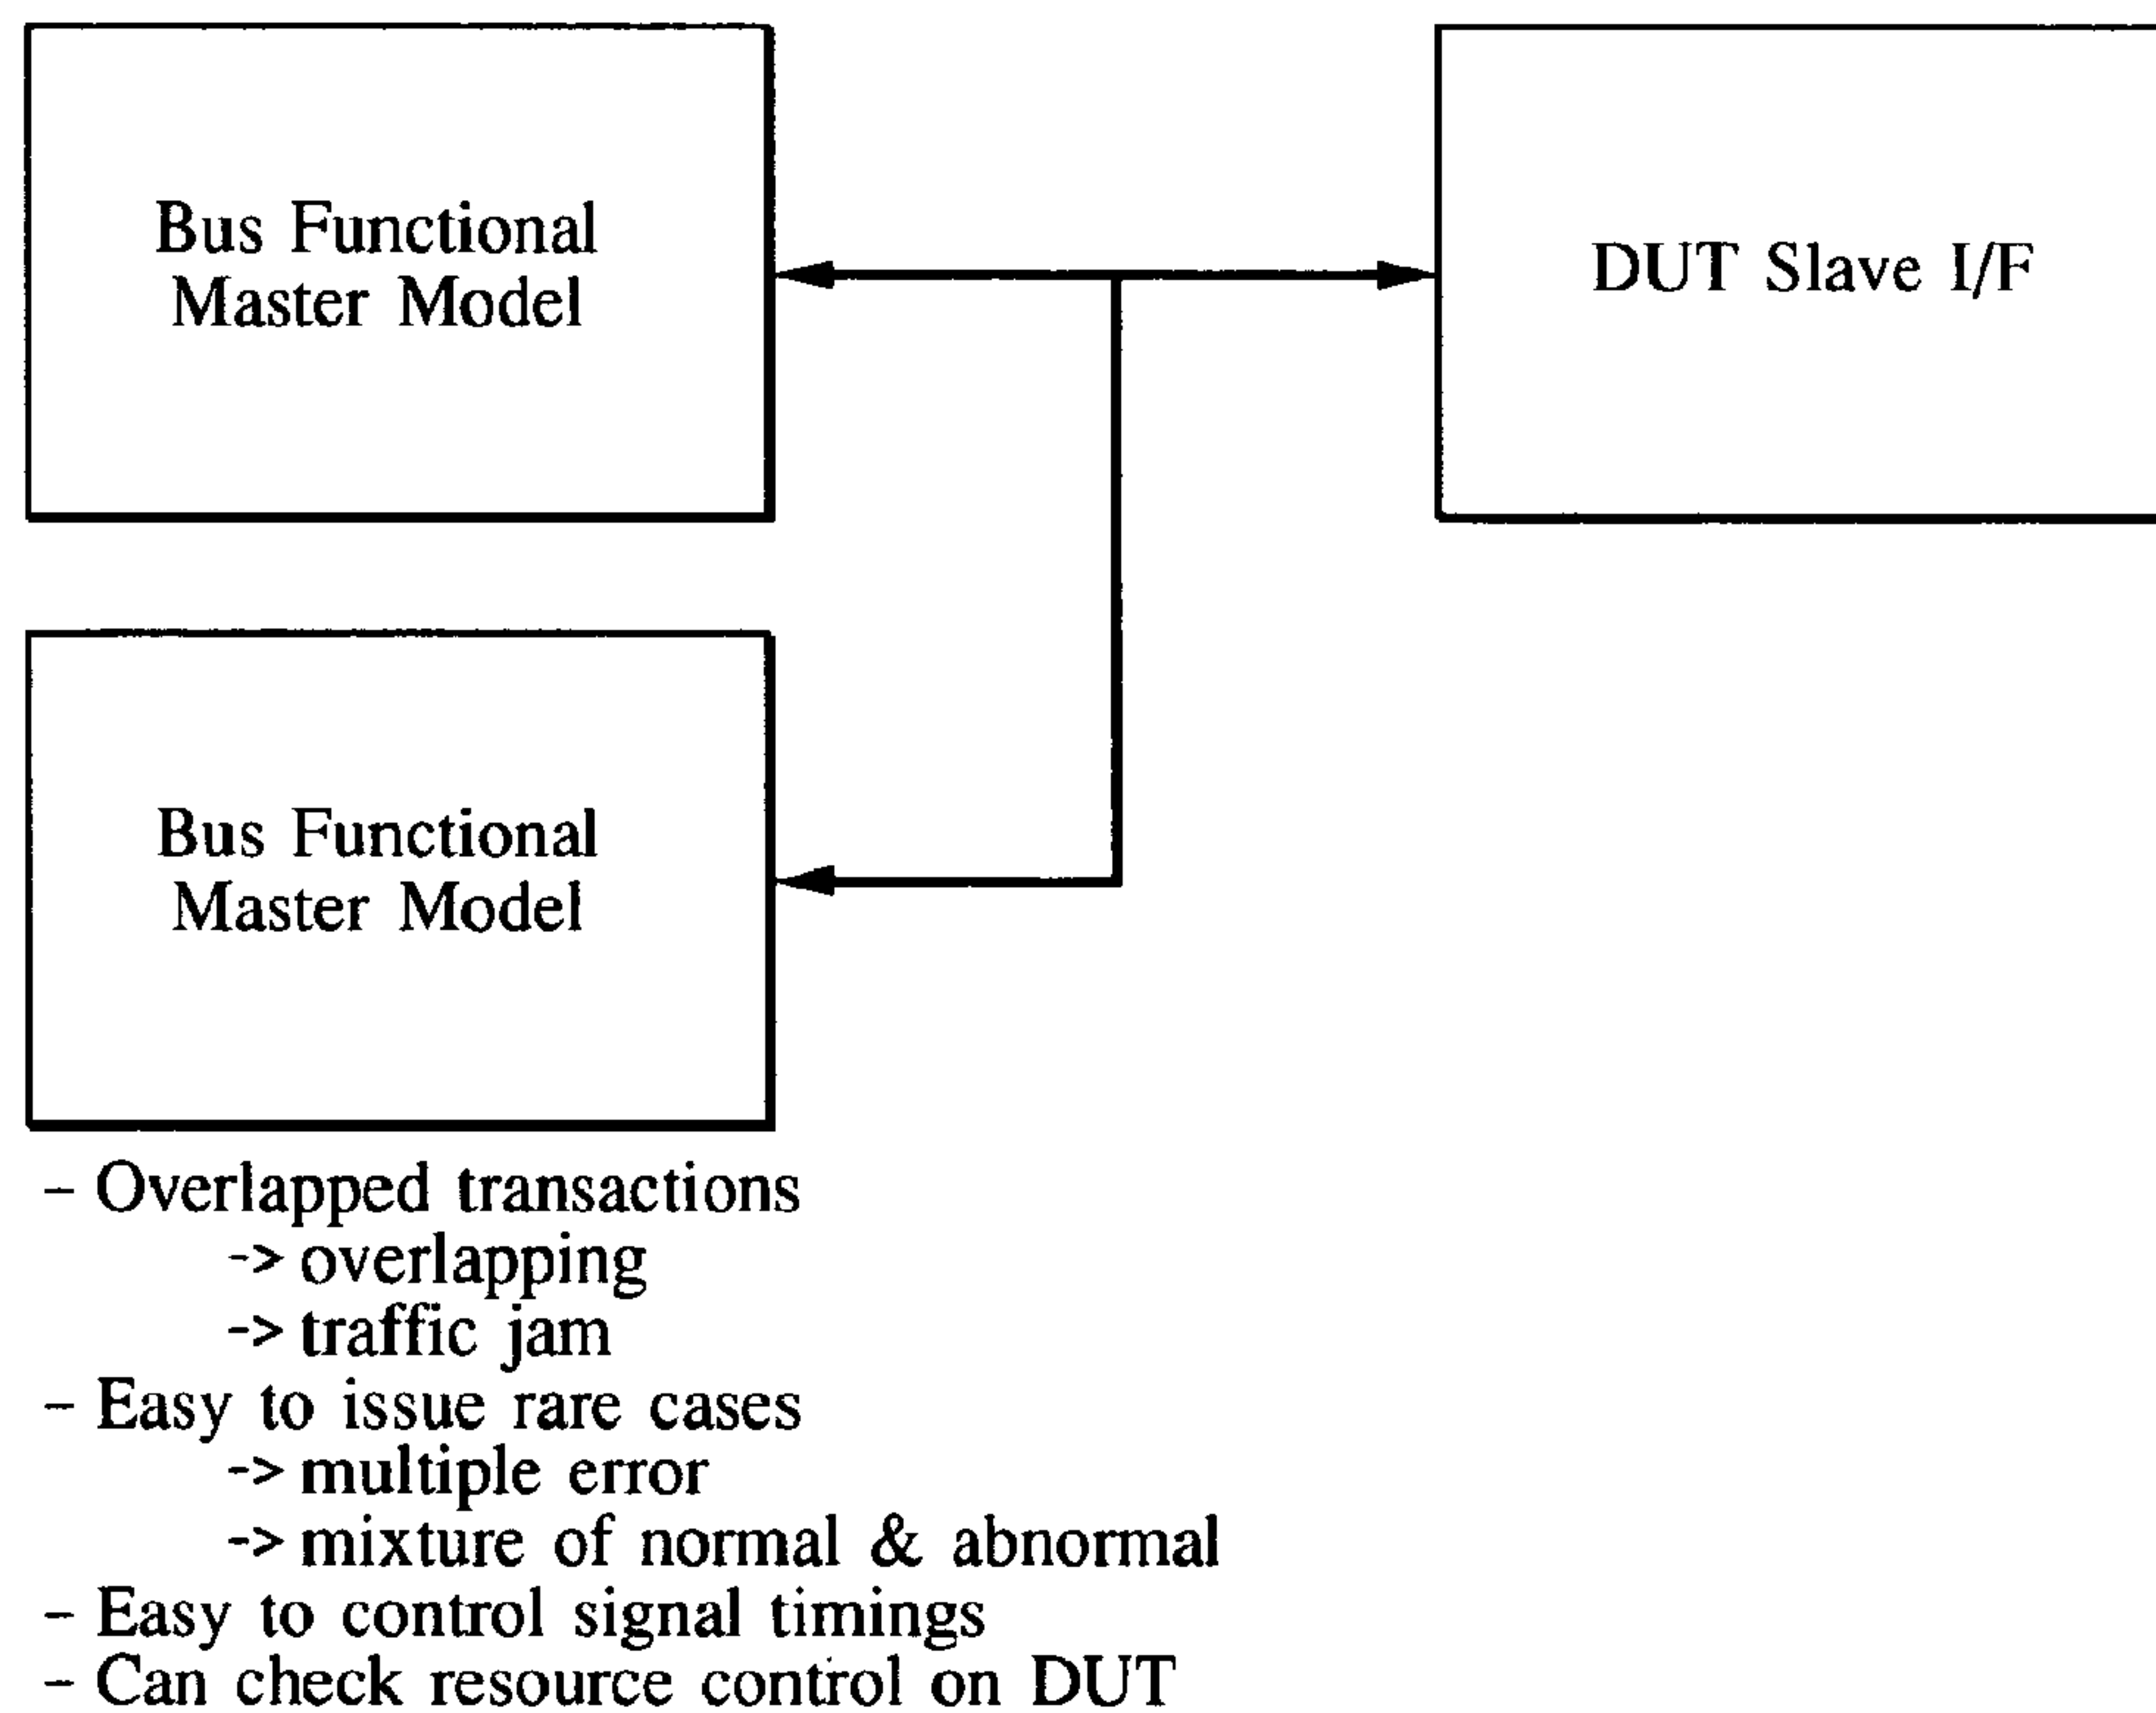 Bus Functional
Master Model
DUT Slave I/F
Bus Functional
Master Model
- Overlapped transactions
-> overlapping
-> traffic jam
- Easy to issue rare cases
-> multiple error
-> mixture of normal & abnormal
- Easy to control signal timings
- Can check resource control on DUT